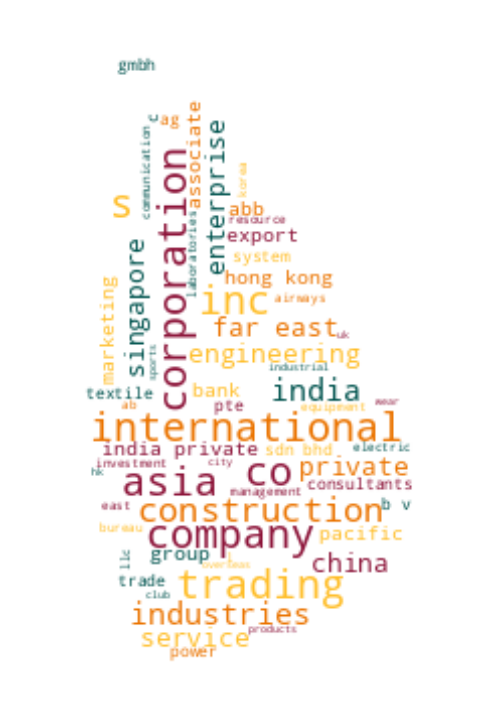 gmbh
c
ag
associate
communication
enterprise
corporation
korea
s
abb
resource
laboratories
export
singapore
system
hong kong
marketing
inc
airways
far east
uk
sports
engineering
industrial
textile
bank
india
ab
pte
equipment
wear
international
india private
sdn bhd
electric
investment
city
private
hk
asia
co
management
consultants
east
construction
b v
bureau
company
pacific
llc
group
l
overseas
china
trade
club
trading
industries
service
products
power